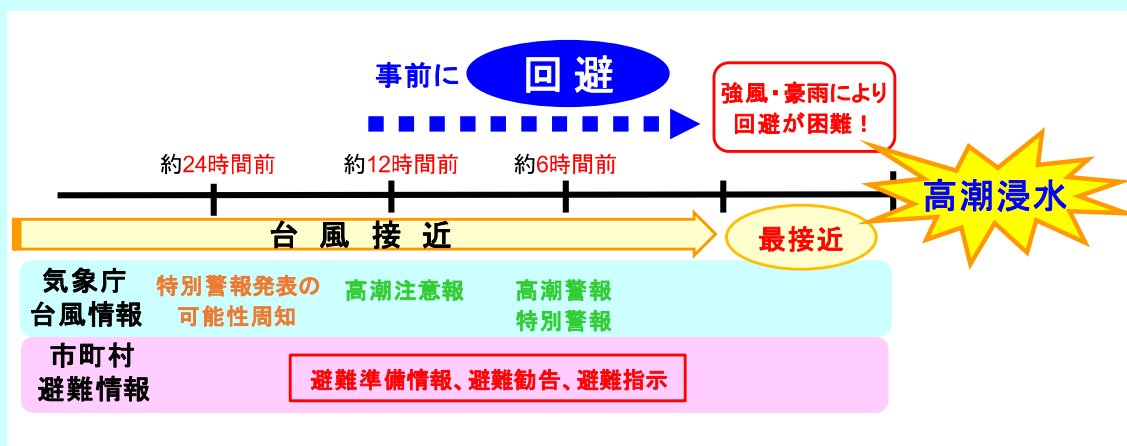 事前に
回避
強風・豪雨により
回避が困難！
約24時間前
約12時間前
約6時間前
高潮浸水
台風接近
最接近
気象庁
台風情報
特別警報発表の
可能性周知
高潮注意報
高潮警報
特別警報
市町村
避難情報
避難準備情報、避難勧告、避難指示